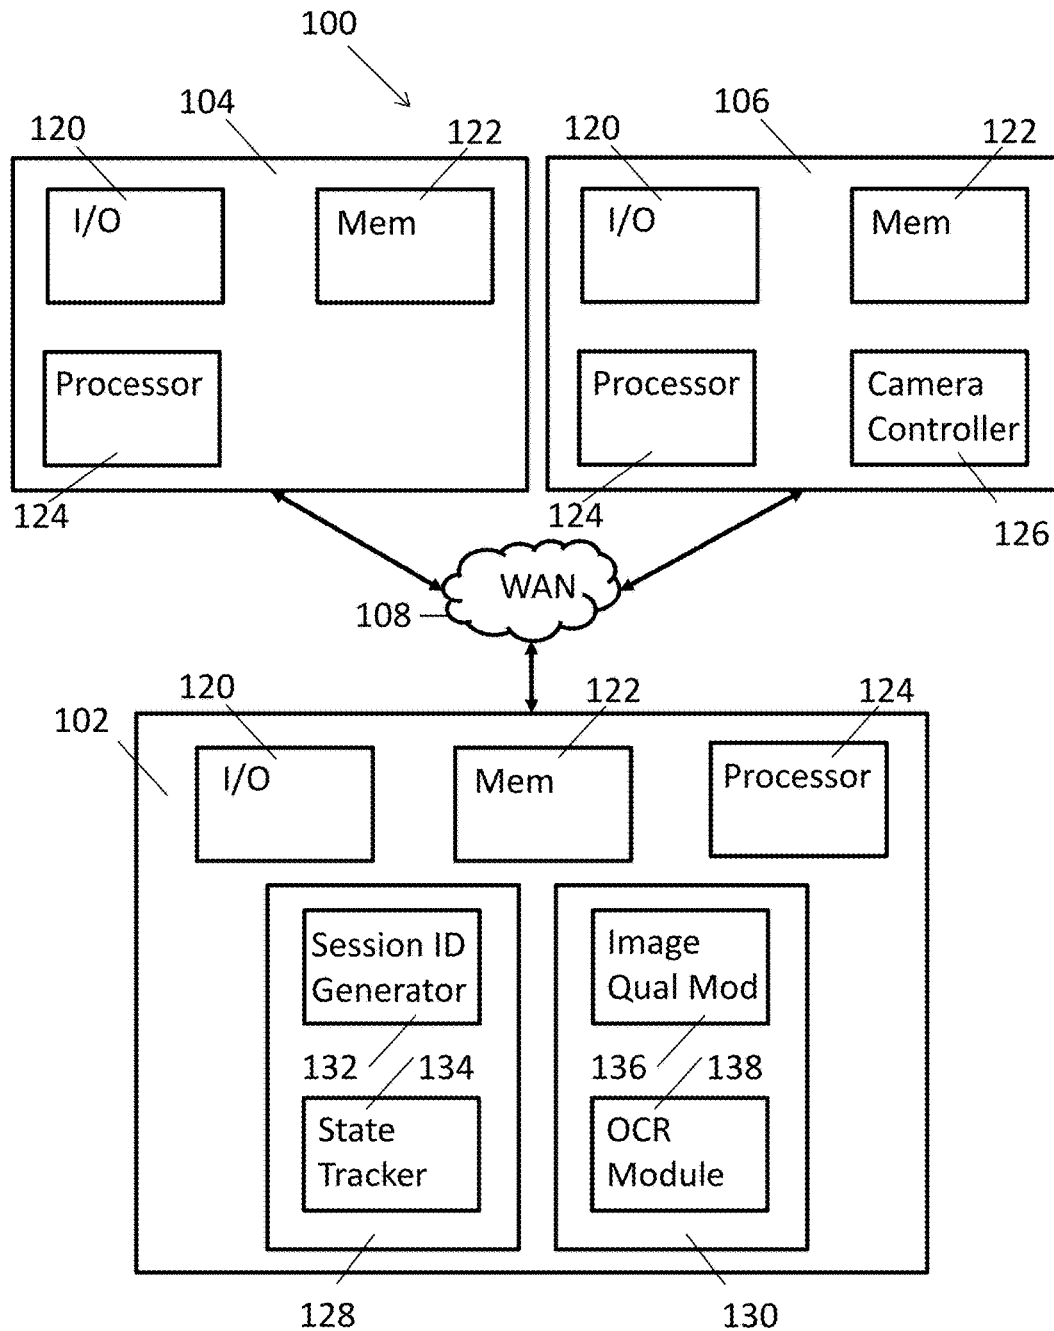 100
104
106
120
122
120
122
I/O
Mem
I/O
Mem
Processor
Processor
Camera
Controller
124
124
126
WAN
108
120
122
124
102
I/O
Mem
Processor
Session ID
Generator
Image
Qual Mod
132
134
136
138
State
Tracker
OCR
Module
128
130